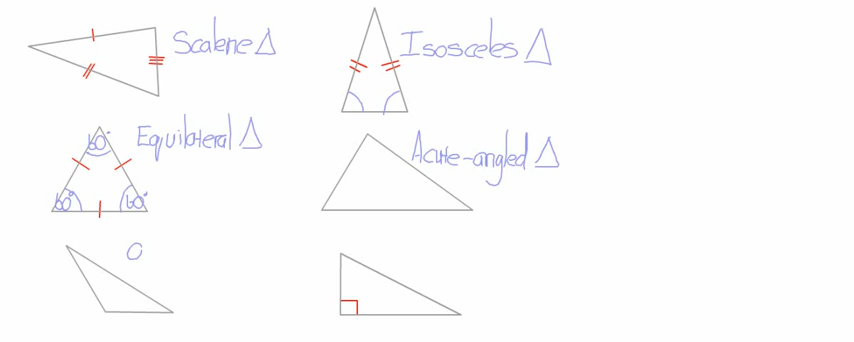 Scalene Δ
Isosceles Δ
Equilateral Δ
60°
60°
60°
Acute-angled Δ
O